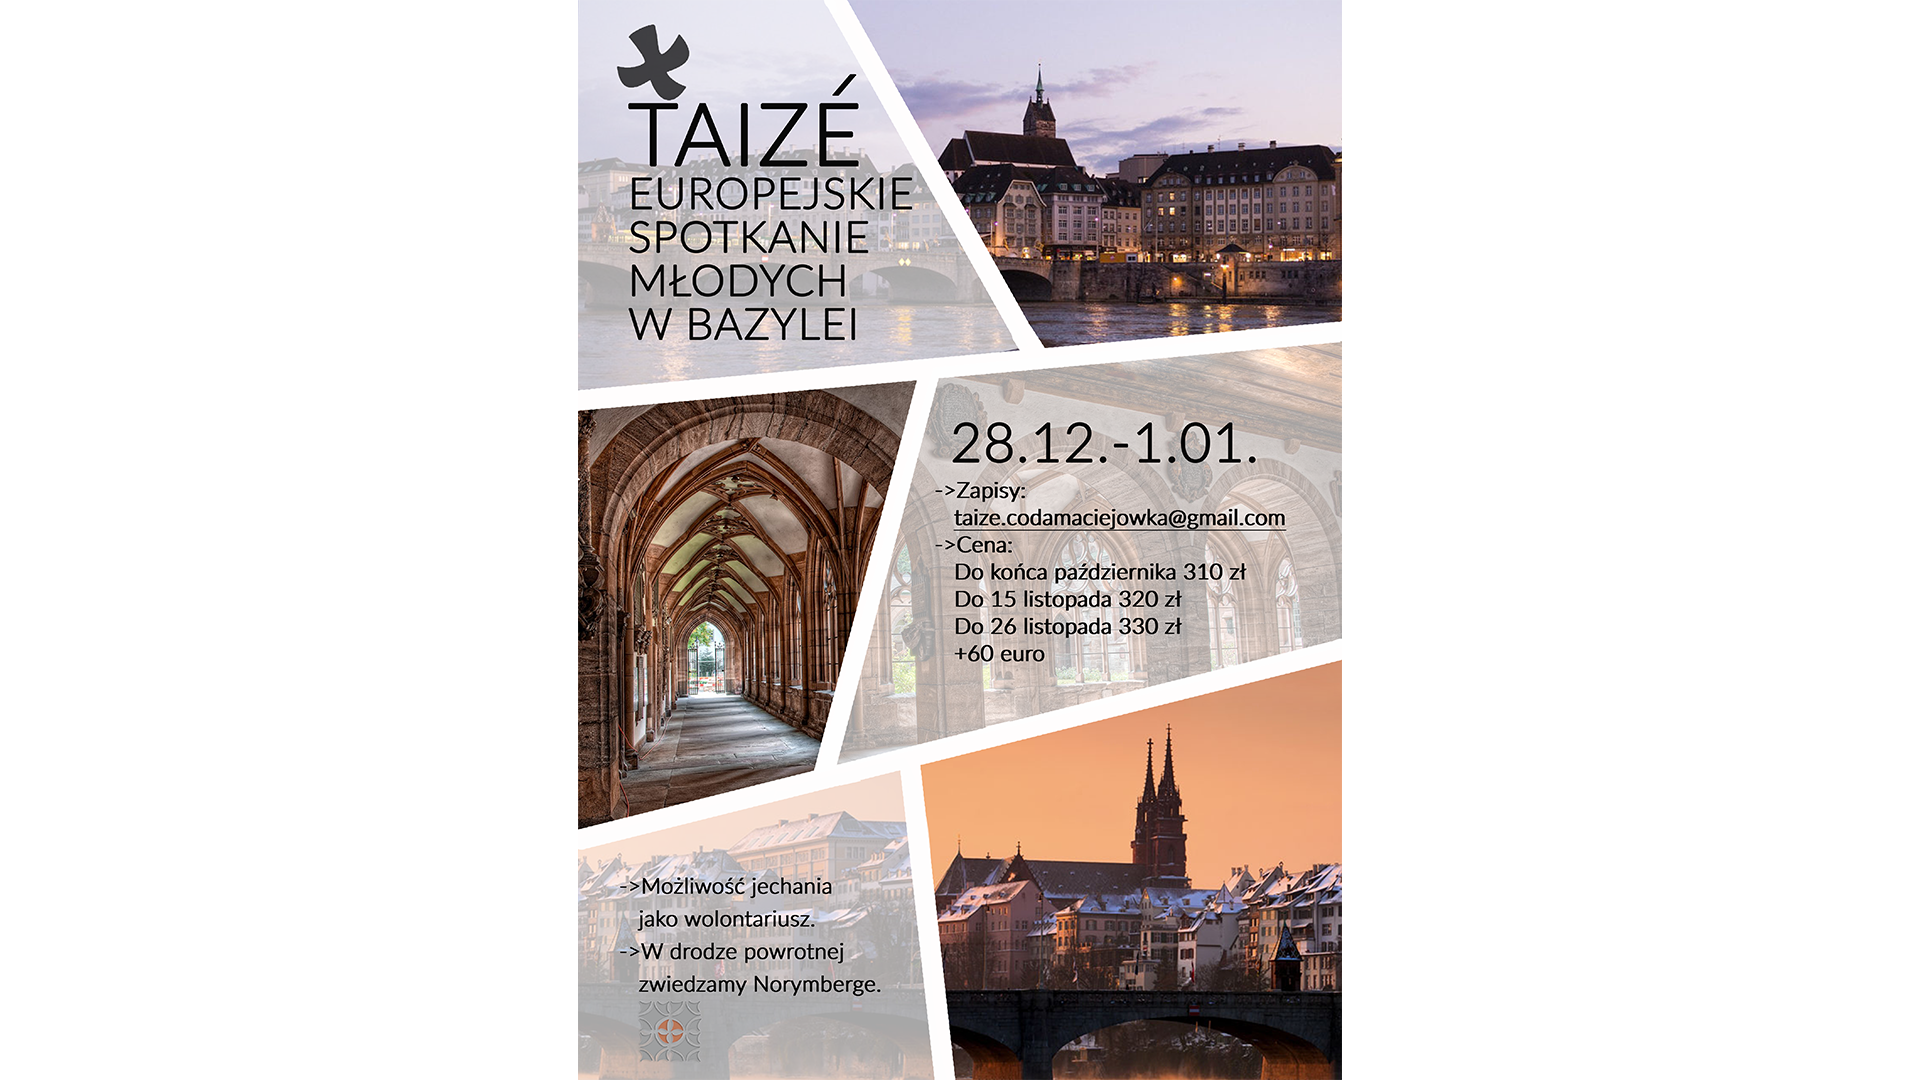 TAIZÉ
EUROPEJSKIE
SPOTKANIE
MŁODYCH
W BAZYLEI
28.12.-1.01.
->Zapisy:
taize.codamaciejowka@gmail.com
->Cena:
Do końca października 310 zł
Do 15 listopada 320 zł
Do 26 listopada 330 zł
+60 euro
->Możliwość jechania
jako wolontariusz.
->W drodze powrotnej
zwiedzamy Norymberge.